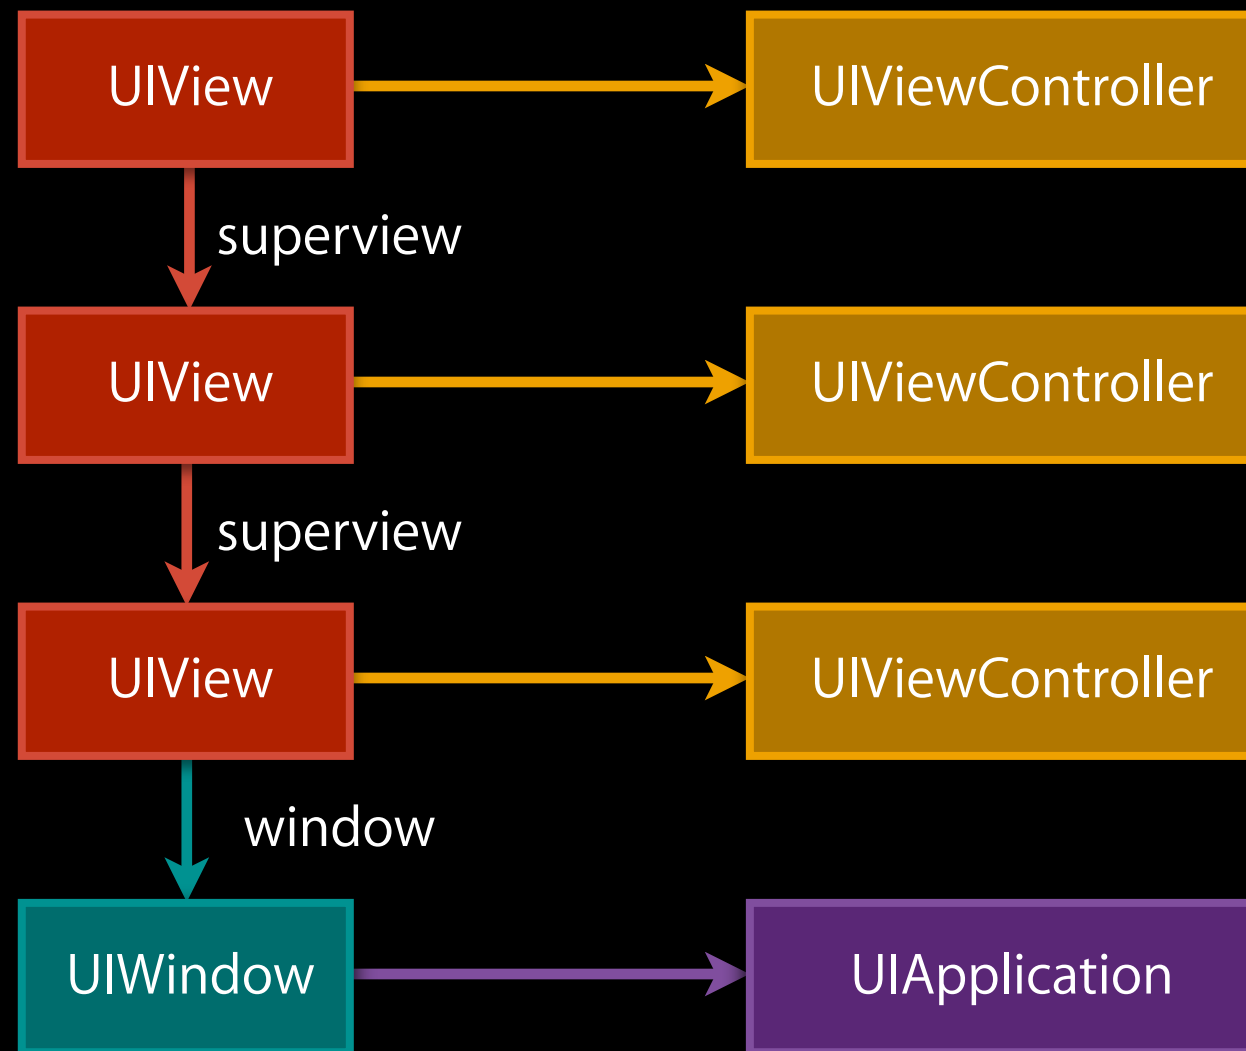 UIView
UIViewController
superview
UIView
UIViewController
superview
UIView
UIViewController
window
UIWindow
UIApplication